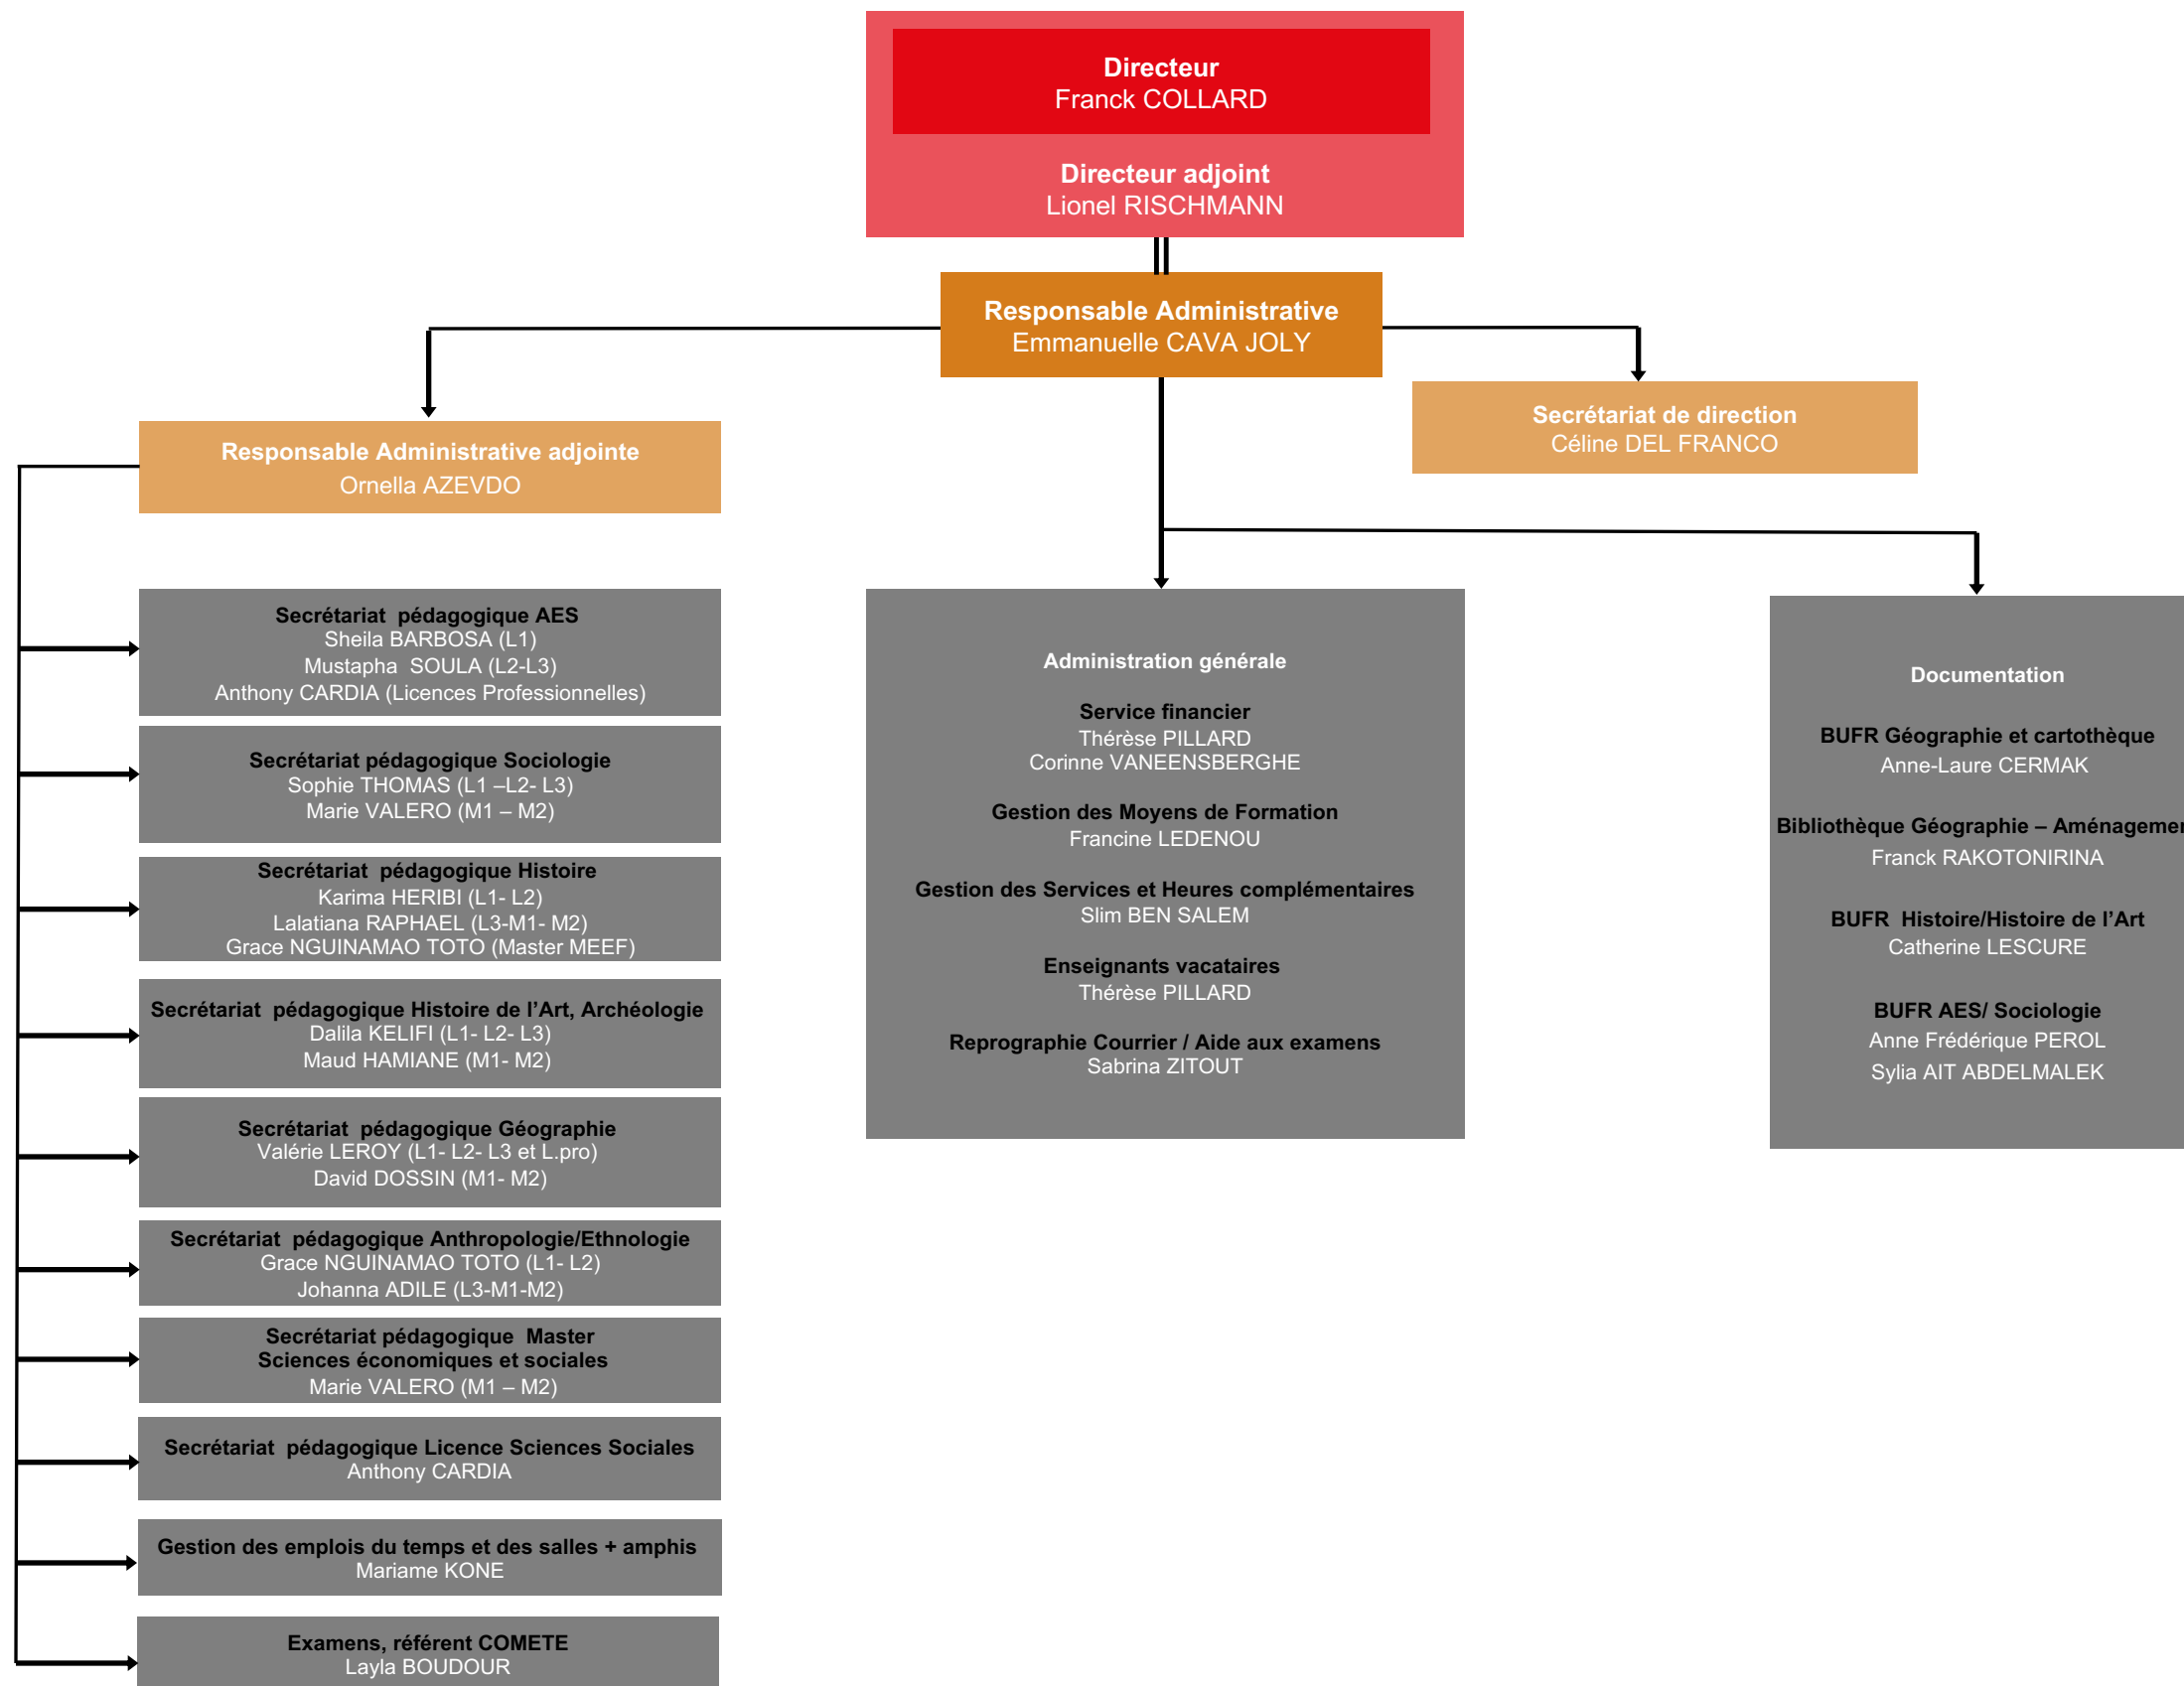 Directeur
Franck COLLARD
Directeur adjoint
Lionel RISCHMANN
Responsable Administrative
Emmanuelle CAVA JOLY
Secrétariat de direction
Céline DEL FRANCO
Responsable Administrative adjointe
Ornella AZEVDO
Secrétariat pédagogique AES
Sheila BARBOSA (L1)
Mustapha SOULA (L2-L3)
Anthony CARDIA (Licences Professionnelles)
Secrétariat pédagogique Sociologie
Sophie THOMAS (L1 –L2- L3)
Marie VALERO (M1 – M2)
Secrétariat pédagogique Histoire
Karima HERIBI (L1- L2)
Lalatiana RAPHAEL (L3-M1- M2)
Grace NGUINAMAO TOTO (Master MEEF)
Secrétariat pédagogique Histoire de l’Art, Archéologie
Dalila KELIFI (L1- L2- L3)
Maud HAMIANE (M1- M2)
Secrétariat pédagogique Géographie
Valérie LEROY (L1- L2- L3 et L.pro)
David DOSSIN (M1- M2)
Secrétariat pédagogique Anthropologie/Ethnologie
Grace NGUINAMAO TOTO (L1- L2)
Johanna ADILE (L3-M1-M2)
Secrétariat pédagogique Master
Sciences économiques et sociales
Marie VALERO (M1 – M2)
Secrétariat pédagogique Licence Sciences Sociales
Anthony CARDIA
Gestion des emplois du temps et des salles + amphis
Mariame KONE
Examens, référent COMETE
Layla BOUDOUR
Administration générale
Service financier
Thérèse PILLARD
Corinne VANEENSBERGHE
Gestion des Moyens de Formation
Francine LEDENOU
Gestion des Services et Heures complémentaires
Slim BEN SALEM
Enseignants vacataires
Thérèse PILLARD
Reprographie Courrier / Aide aux examens
Sabrina ZITOUT
Documentation
BUFR Géographie et cartothèque
Anne-Laure CERMAK
Bibliothèque Géographie –
Franck RAKOTONIRINA
BUFR Histoire/Histoire de l’Art
Catherine LESCURE
BUFR AES/ Sociologie
Anne Frédérique PEROL
Sylia AIT ABDELMALEK